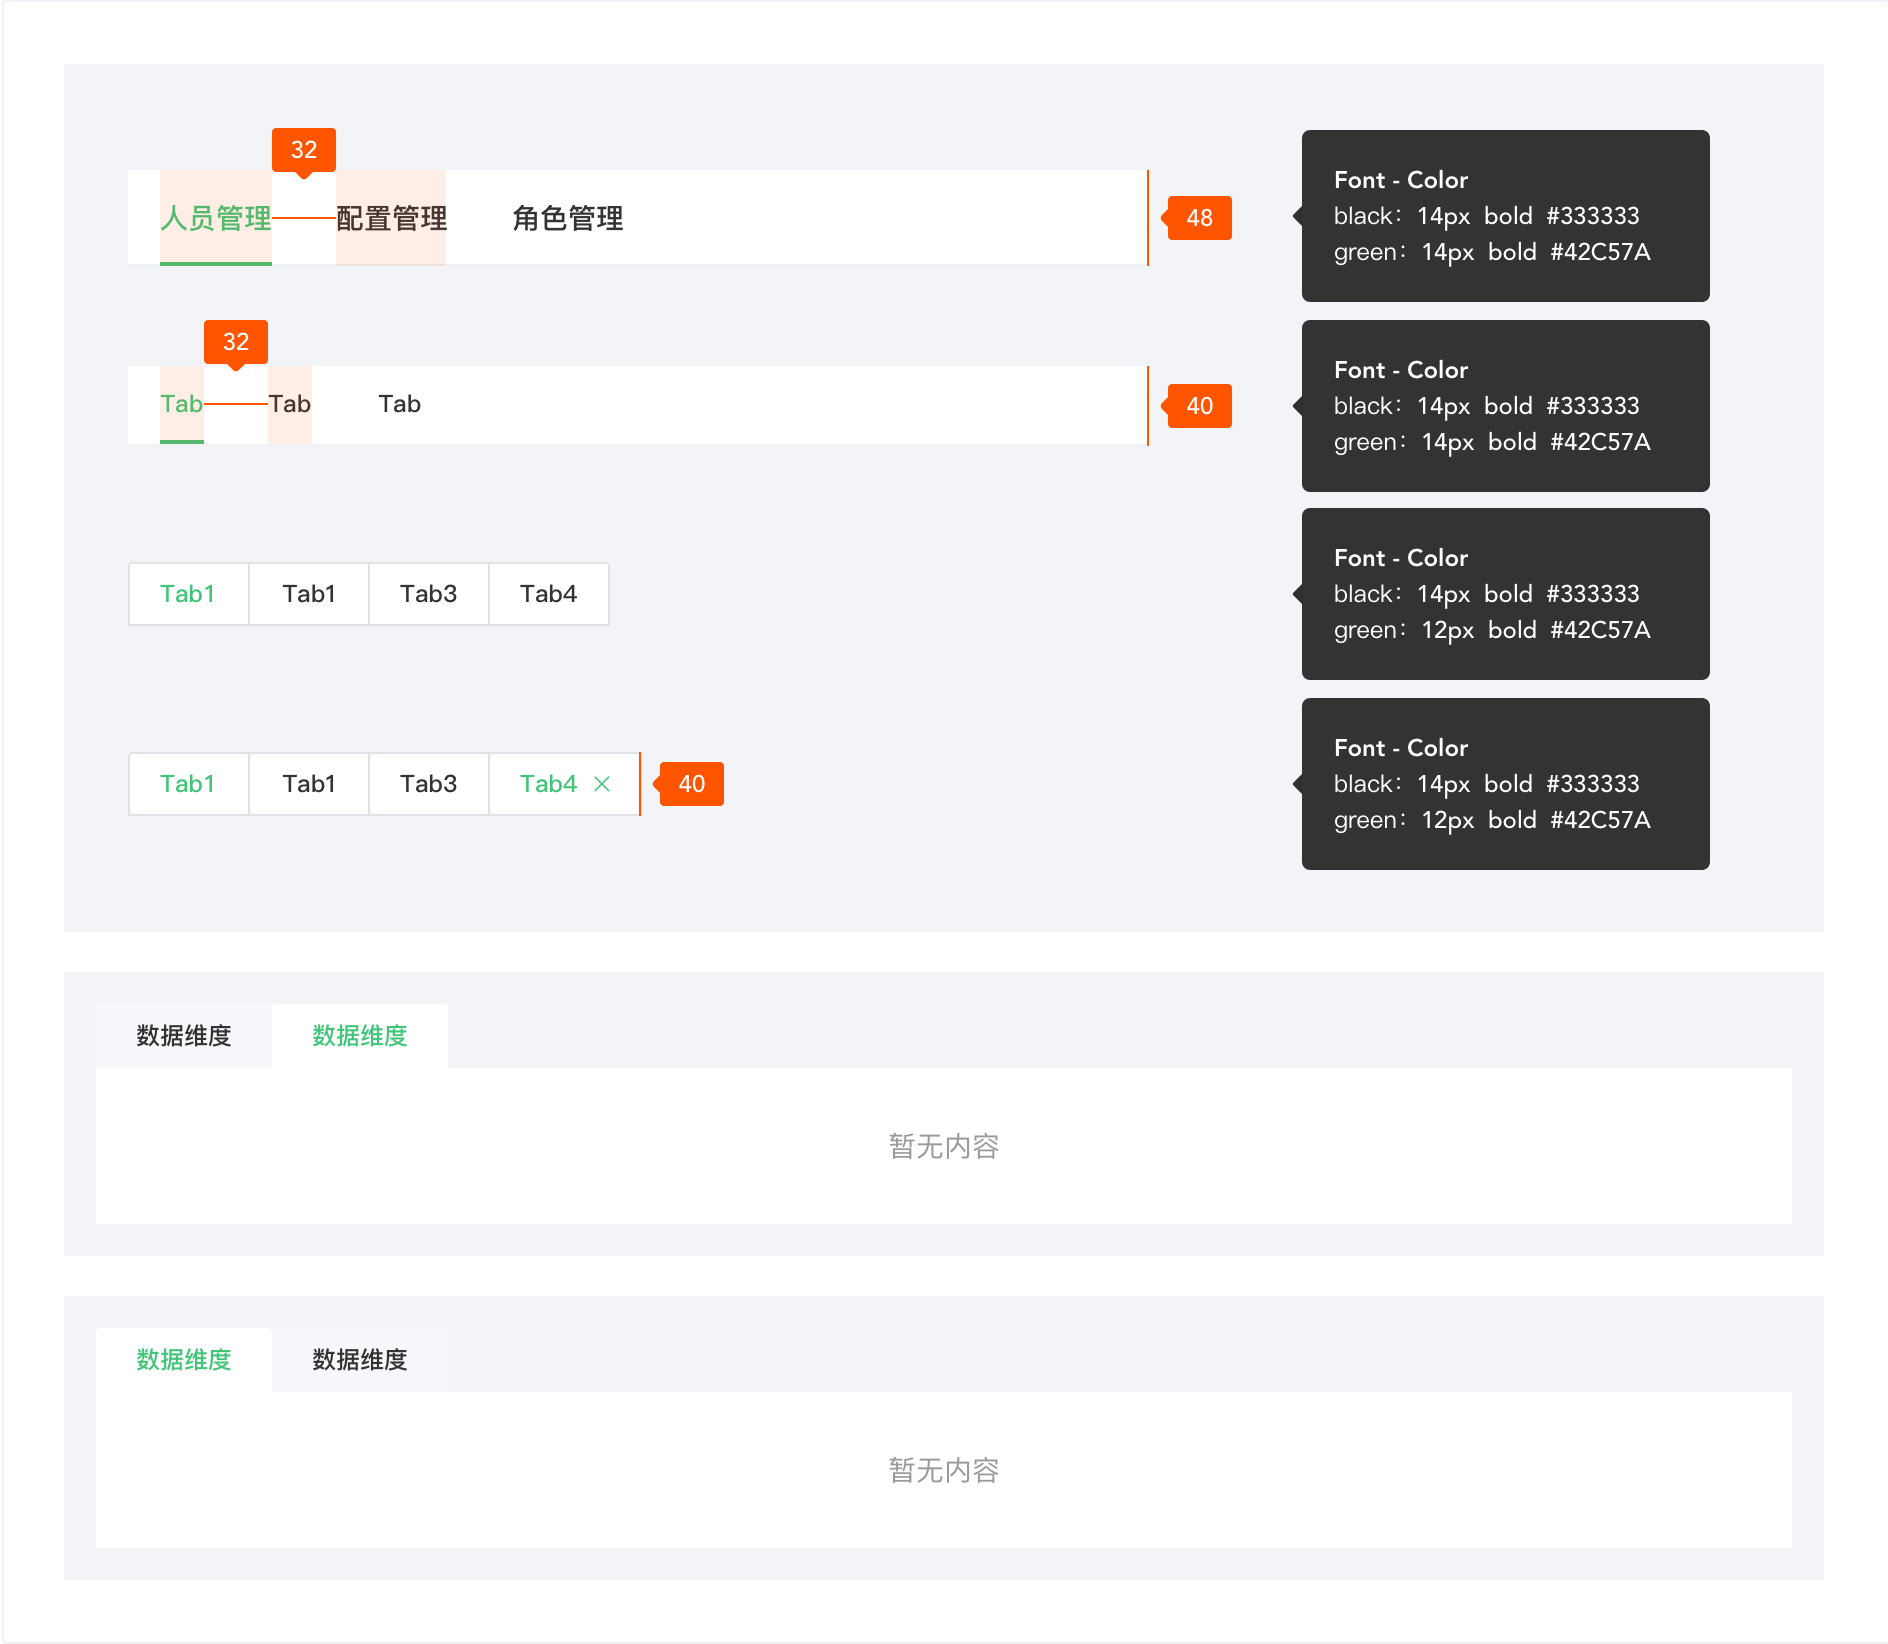 32
人员管理 配置管理 角色管理
48
Font - Color
black: 14px bold #333333
green: 14px bold #42C57A
32
Tab Tab Tab
40
Font - Color
black: 14px bold #333333
green: 14px bold #42C57A
Tab1 Tab1 Tab3 Tab4
Font - Color
black: 14px bold #333333
green: 12px bold #42C57A
Tab1 Tab1 Tab3 Tab4 ×
40
Font - Color
black: 14px bold #333333
green: 12px bold #42C57A
数据维度 数据维度
暂无内容
数据维度 数据维度
暂无内容